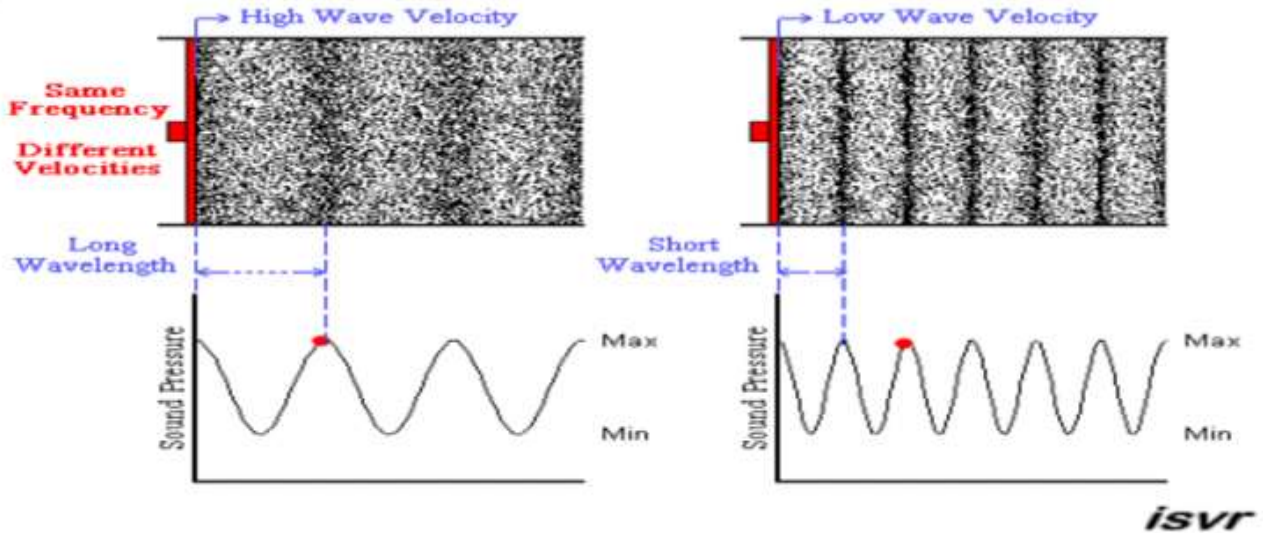 High Wave Velocity
Low Wave Velocity
Same
Frequency
Different
Velocities
Long
Wavelength
Short
Wavelength
Sound Pressure
Max
Min
Sound Pressure
Max
Min
isvr